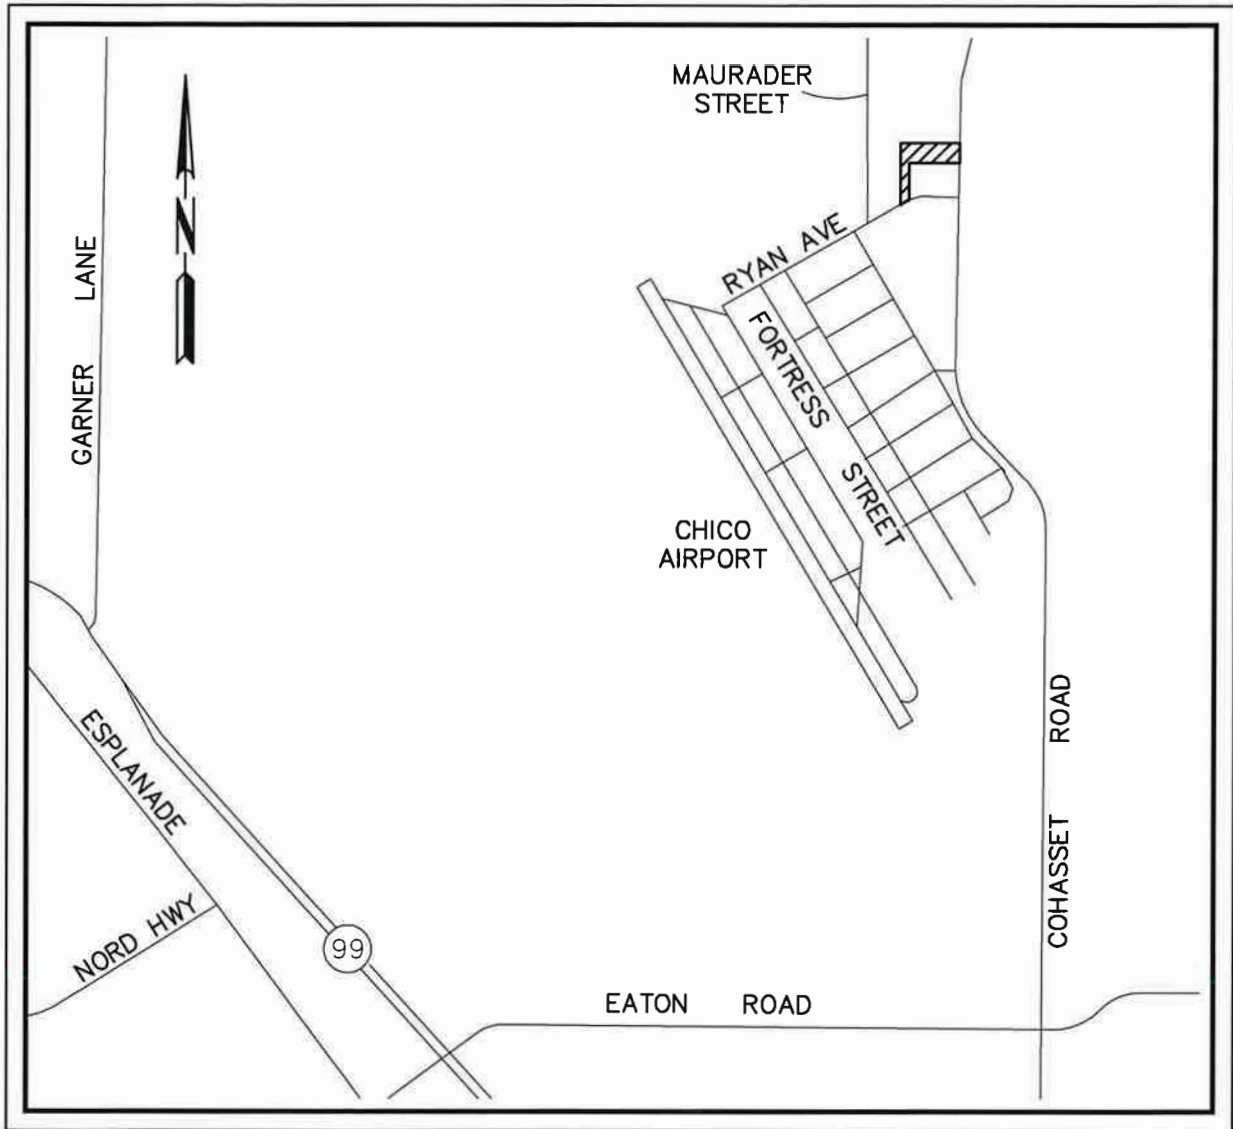 MAURADER
STREET
N
GARNER LANE
RYAN AVE
FORTRESS STREET
CHICO
AIRPORT
ESPLANADE
NORD HWY
99
EATON ROAD
COHASSET ROAD